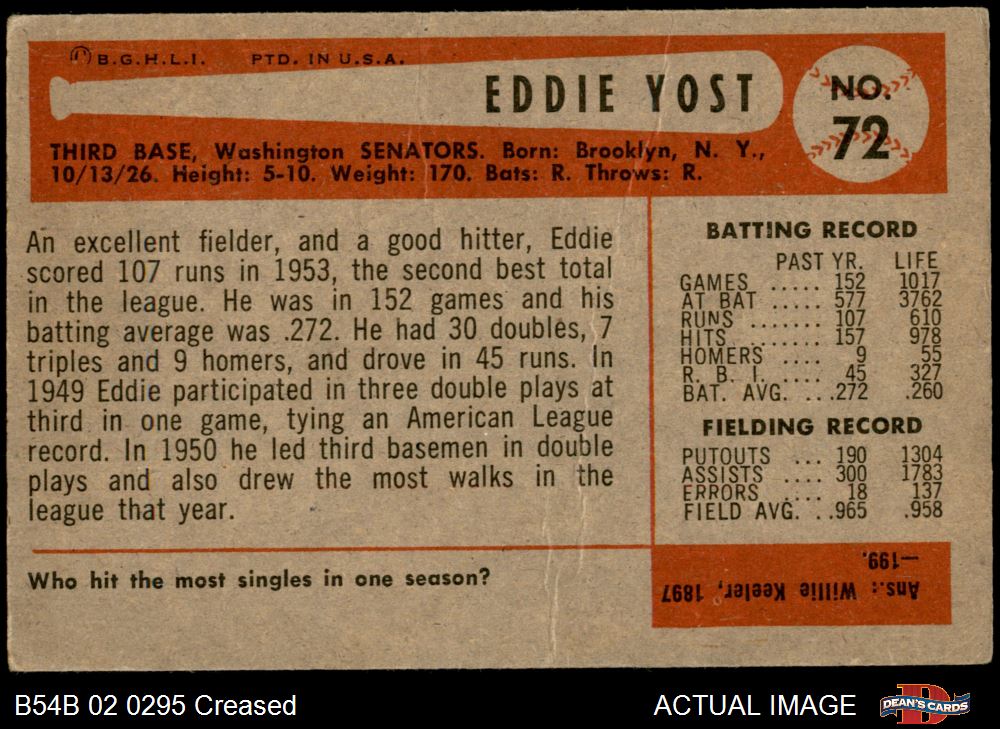 B.G.H.L.I. PTD. IN U.S.A.
EDDIE YOST
NO.
72
THIRD BASE, Washington SENATORS. Born: Brooklyn, N. Y.,
10/13/26. Height: 5-10. Weight: 170. Bats: R. Throws: R.
An excellent fielder, and a good hitter, Eddie
scored 107 runs in 1953, the second best total
in the league. He was in 152 games and his
batting average was .272. He had 30 doubles, 7
triples and 9 homers, and drove in 45 runs. In
1949 Eddie participated in three double plays at
third in one game, tying an American League
record. In 1950 he led third basemen in double
plays and also drew the most walks in the
league that year.
BATTING RECORD
PAST YR. LIFE
GAMES ..... 152 1017
AT BAT ..... 577 3762
RUNS ....... 107 610
HITS ....... 157 978
HOMERS .... 9 55
R. B. I. .... 45 327
BAT. AVG. ...272 .260
FIELDING RECORD
PUTOUTS ... 190 1304
ASSISTS .... 300 1783
ERRORS .... 18 137
FIELD AVG. ..965 .958
Who hit the most singles in one season?
Ans.: Willie Keeler, 1897
—199.
B54B 02 0295 Creased
ACTUAL IMAGE
DEAN'S CARDS